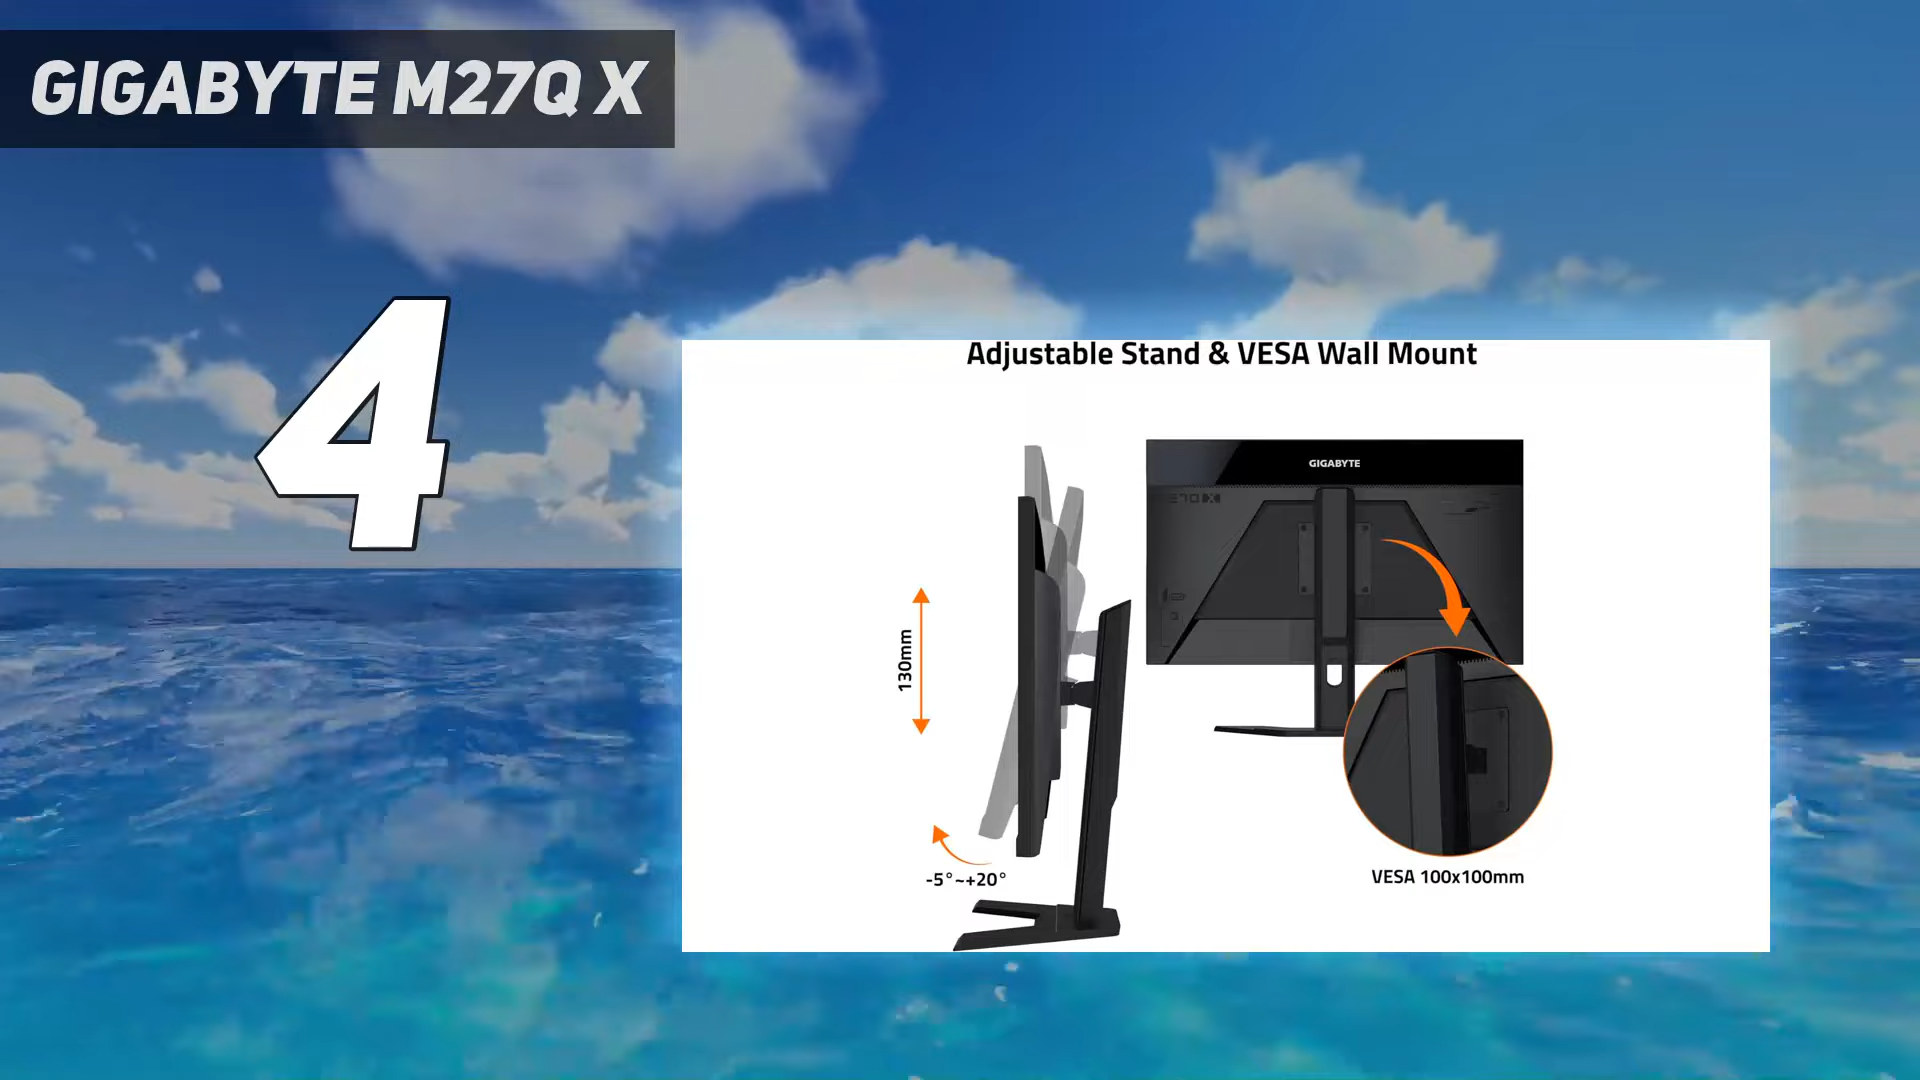 GIGABYTE M27Q X
4
Adjustable Stand & VESA Wall Mount
GIGABYTE
130mm
-5°~+20°
VESA 100x100mm